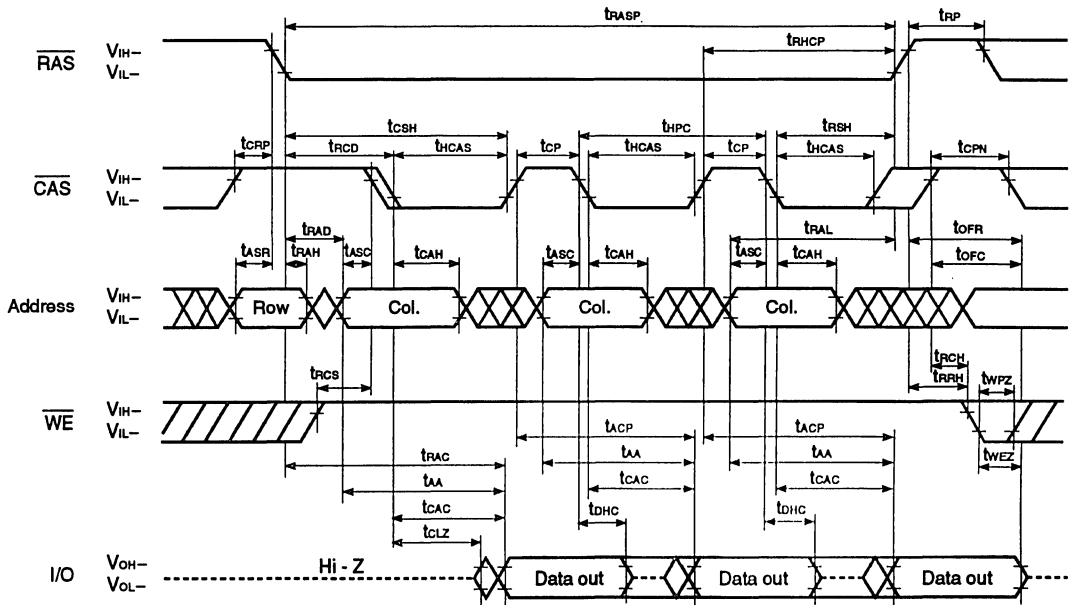 tRASP tRP
tRHCP
RAS VIH–
VIL–
tCSH tHPC tRSH
tCRP tRCD tHCAS tCP tHCAS tCP tHCAS tCPN
CAS VIH–
VIL–
tRAD tRAL tOFR
tASR tRAH tASC tCAH tASC tCAH tASC tCAH tOFC
Address VIH–
VIL–
Row Col. Col. Col.
tRCS tRCH
tRRH tWPZ
WE VIH–
VIL–
tACP tACP
tRAC tAA tAA tWEZ
tAA tCAC tCAC
tCAC tDHC tDHC
tCLZ
I/O VOH–
VOL–
Hi - Z Data out Data out Data out